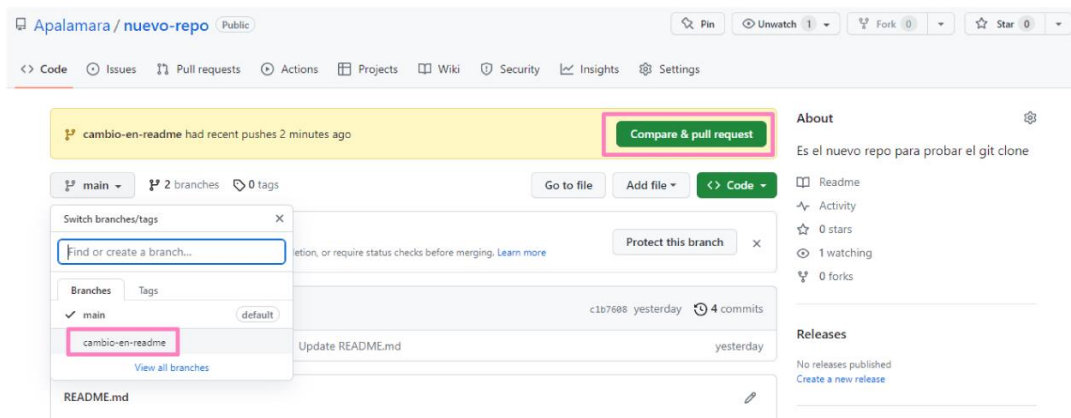 Apalamara / nuevo-repo Public
Pin
Unwatch 1
Fork 0
Star 0
<> Code
Issues
Pull requests
Actions
Projects
Wiki
Security
Insights
Settings
cambio-en-readme had recent pushes 2 minutes ago
Compare & pull request
main
2 branches
0 tags
Go to file
Add file
<> Code
Switch branches/tags
Find or create a branch...
Branches
Tags
main
default
cambio-en-readme
View all branches
etion, or require status checks before merging. Learn more
Protect this branch
c1b7608 yesterday
4 commits
Update README.md
yesterday
README.md
About
Es el nuevo repo para probar el git clone
Readme
Activity
0 stars
1 watching
0 forks
Releases
No releases published
Create a new release